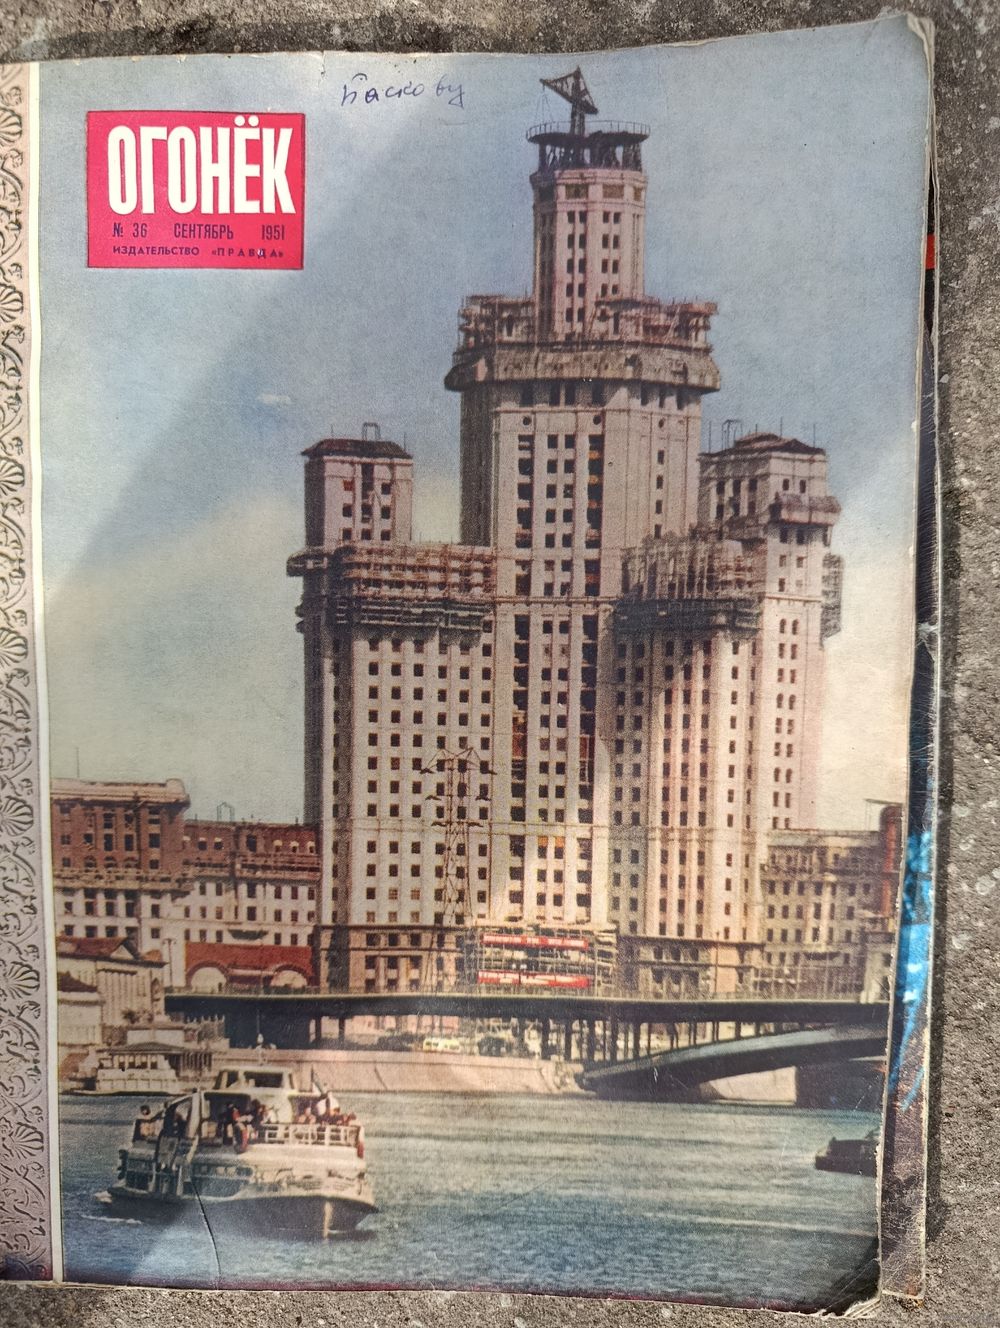 Баскову
ОГОНЁК
№ 36 СЕНТЯБРЬ 1951
ИЗДАТЕЛЬСТВО «ПРАВДА»